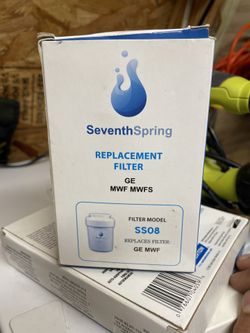 SeventhSpring
REPLACEMENT
FILTER
GE
MWF MWFS
FILTER MODEL
SS08
REPLACES FILTER:
GE MWF